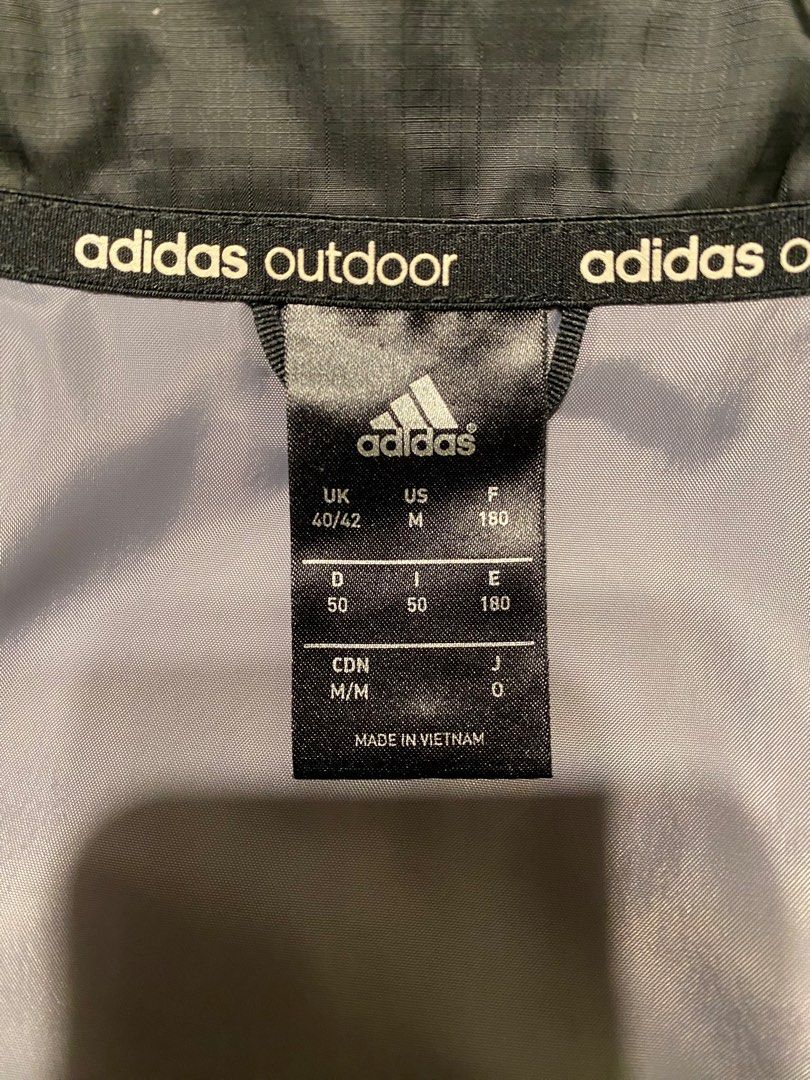 adidas outdoor adidas o
adidas®
UK US F
40/42 M 180
D I E
50 50 180
CDN J
M/M O
MADE IN VIETNAM